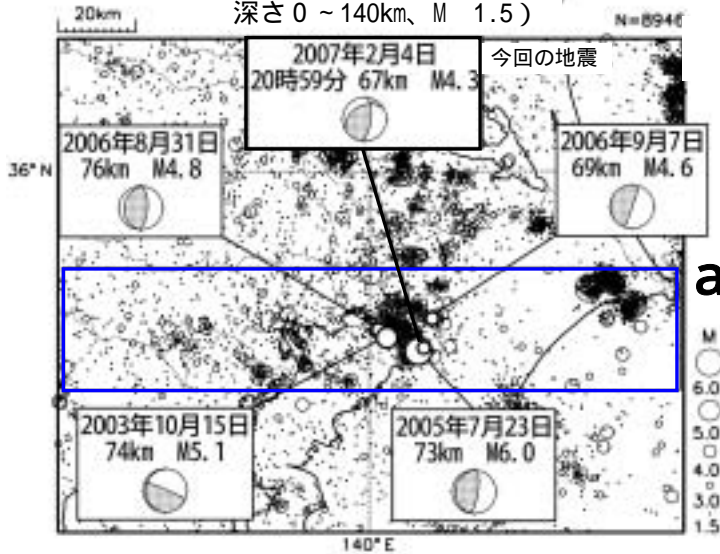 20km
深さ0~140km、M 1.5)
N=8946
2007年2月4日
20時59分 67km M4.3
今回の地震
2006年8月31日
76km M4.8
2006年9月7日
69km M4.6
36°N
a
2003年10月15日
74km M5.1
2005年7月23日
73km M6.0
M
6.0
5.0
4.0
3.0
1.5
140°E